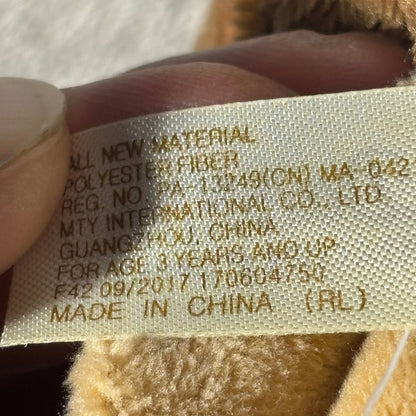 ALL NEW MATERIAL
POLYESTER FIBER
REG. NO. PA-13249(CN) MA-042
MTY INTERNATIONAL CO., LTD.
GUANGZHOU, CHINA
FOR AGE 3 YEARS AND UP
F42 09/2017 170604750
MADE IN CHINA (RL)